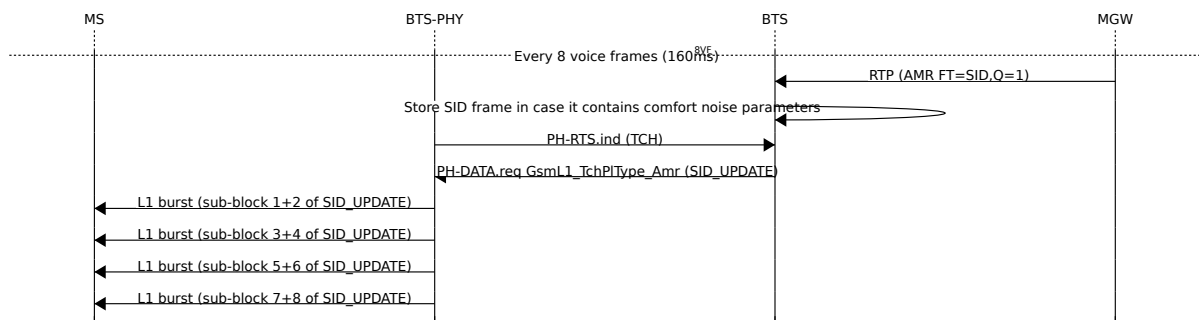 MS BTS-PHY BTS MGW
Every 8 voice frames (160ms) 8VF
RTP (AMR FT=SID,Q=1)
Store SID frame in case it contains comfort noise parameters
PH-RTS.ind (TCH)
PH-DATA.req GsmL1_TchPlType_Amr (SID_UPDATE)
L1 burst (sub-block 1+2 of SID_UPDATE)
L1 burst (sub-block 3+4 of SID_UPDATE)
L1 burst (sub-block 5+6 of SID_UPDATE)
L1 burst (sub-block 7+8 of SID_UPDATE)